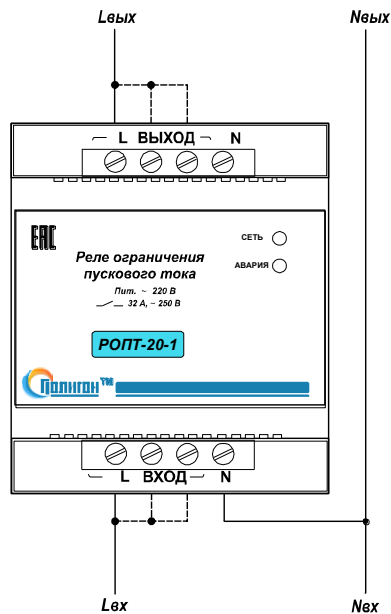 Lвых Nвых
L ВЫХОД N
ЕАС
СЕТЬ
Реле ограничения
пускового тока
АВАРИЯ
Пит. ~ 220 В
32 А, ~ 250 В
РОПТ-20-1
Полигон™
L ВХОД N
Lвх Nвх